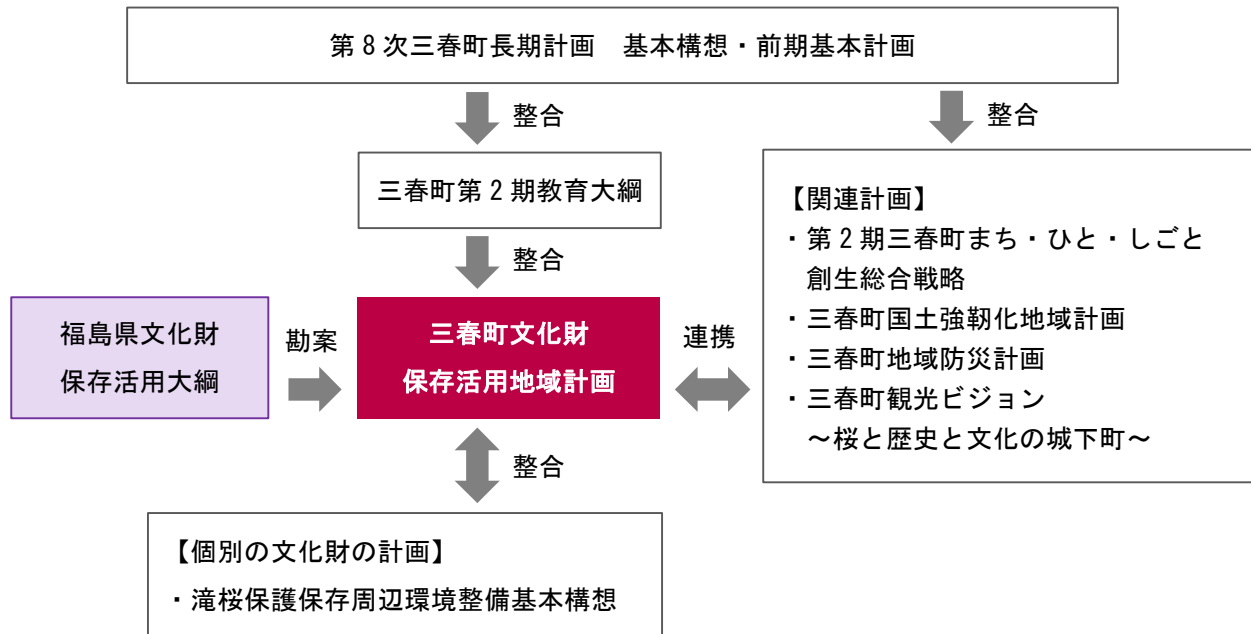 第8次三春町長期計画　基本構想・前期基本計画
整合
整合
三春町第2期教育大綱
整合
福島県文化財
保存活用大綱
勘案
三春町文化財
保存活用地域計画
連携
【関連計画】
・第2期三春町まち・ひと・しごと
創生総合戦略
・三春町国土強靭化地域計画
・三春町地域防災計画
・三春町観光ビジョン
～桜と歴史と文化の城下町～
整合
【個別の文化財の計画】
・滝桜保護保存周辺環境整備基本構想